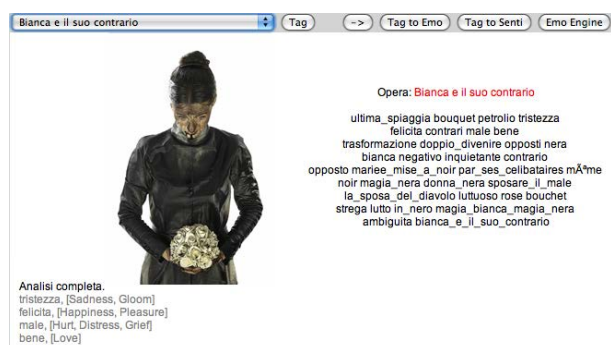 Bianca e il suo contrario
Tag
->
Tag to Emo
Tag to Senti
Emo Engine
Opera: Bianca e il suo contrario
ultima_spiaggia bouquet petrolio tristezza
felicita contrari male bene
trasformazione doppio_divenire opposti nera
bianca negativo inquietante contrario
opposto mariee_mise_a_noir par_ses_celibataires mÃªme
noir magia_nera donna_nera sposare_il_male
la_sposa_del_diavolo luttuoso rose bouchet
strega lutto in_nero magia_bianca_magia_nera
ambiguita bianca_e_il_suo_contrario
Analisi completa.
tristezza, [Sadness, Gloom]
felicita, [Happiness, Pleasure]
male, [Hurt, Distress, Grief]
bene, [Love]